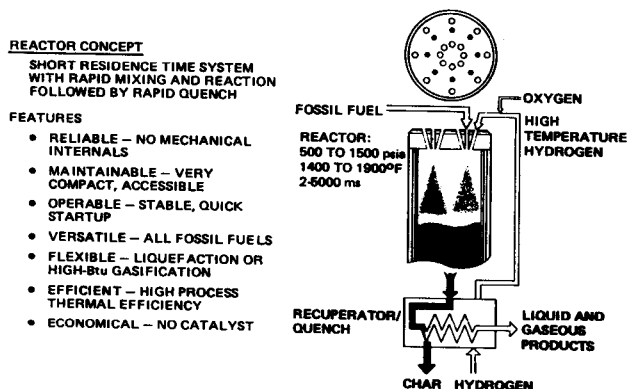 REACTOR CONCEPT
SHORT RESIDENCE TIME SYSTEM
WITH RAPID MIXING AND REACTION
FOLLOWED BY RAPID QUENCH
FEATURES
• RELIABLE – NO MECHANICAL
INTERNALS
• MAINTAINABLE – VERY
COMPACT, ACCESSIBLE
• OPERABLE – STABLE, QUICK
STARTUP
• VERSATILE – ALL FOSSIL FUELS
• FLEXIBLE – LIQUEFACTION OR
HIGH-Btu GASIFICATION
• EFFICIENT – HIGH PROCESS
THERMAL EFFICIENCY
• ECONOMICAL – NO CATALYST
OXYGEN
FOSSIL FUEL
HIGH
TEMPERATURE
HYDROGEN
REACTOR:
500 TO 1500 psia
1400 TO 1900°F
2-5000 ms
RECUPERATOR/
QUENCH
LIQUID AND
GASEOUS
PRODUCTS
CHAR
HYDROGEN